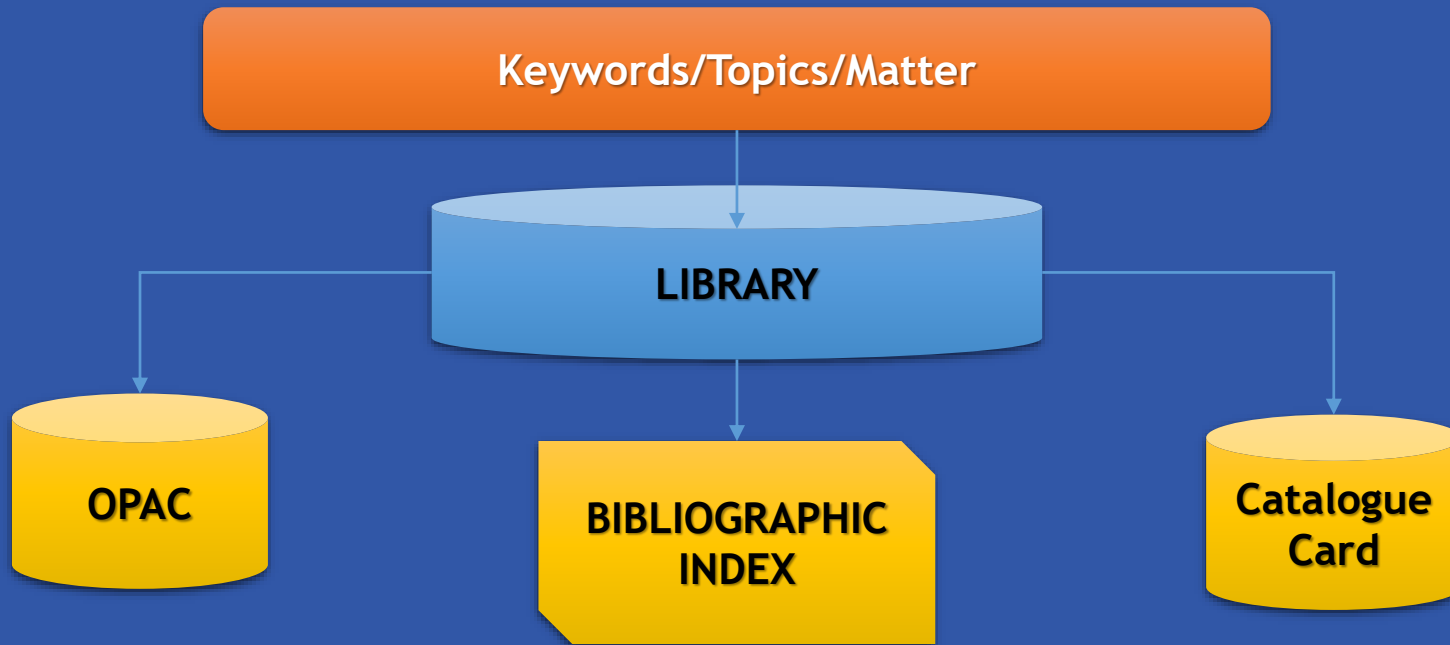 Keywords/Topics/Matter
LIBRARY
OPAC
BIBLIOGRAPHIC
INDEX
Catalogue
Card